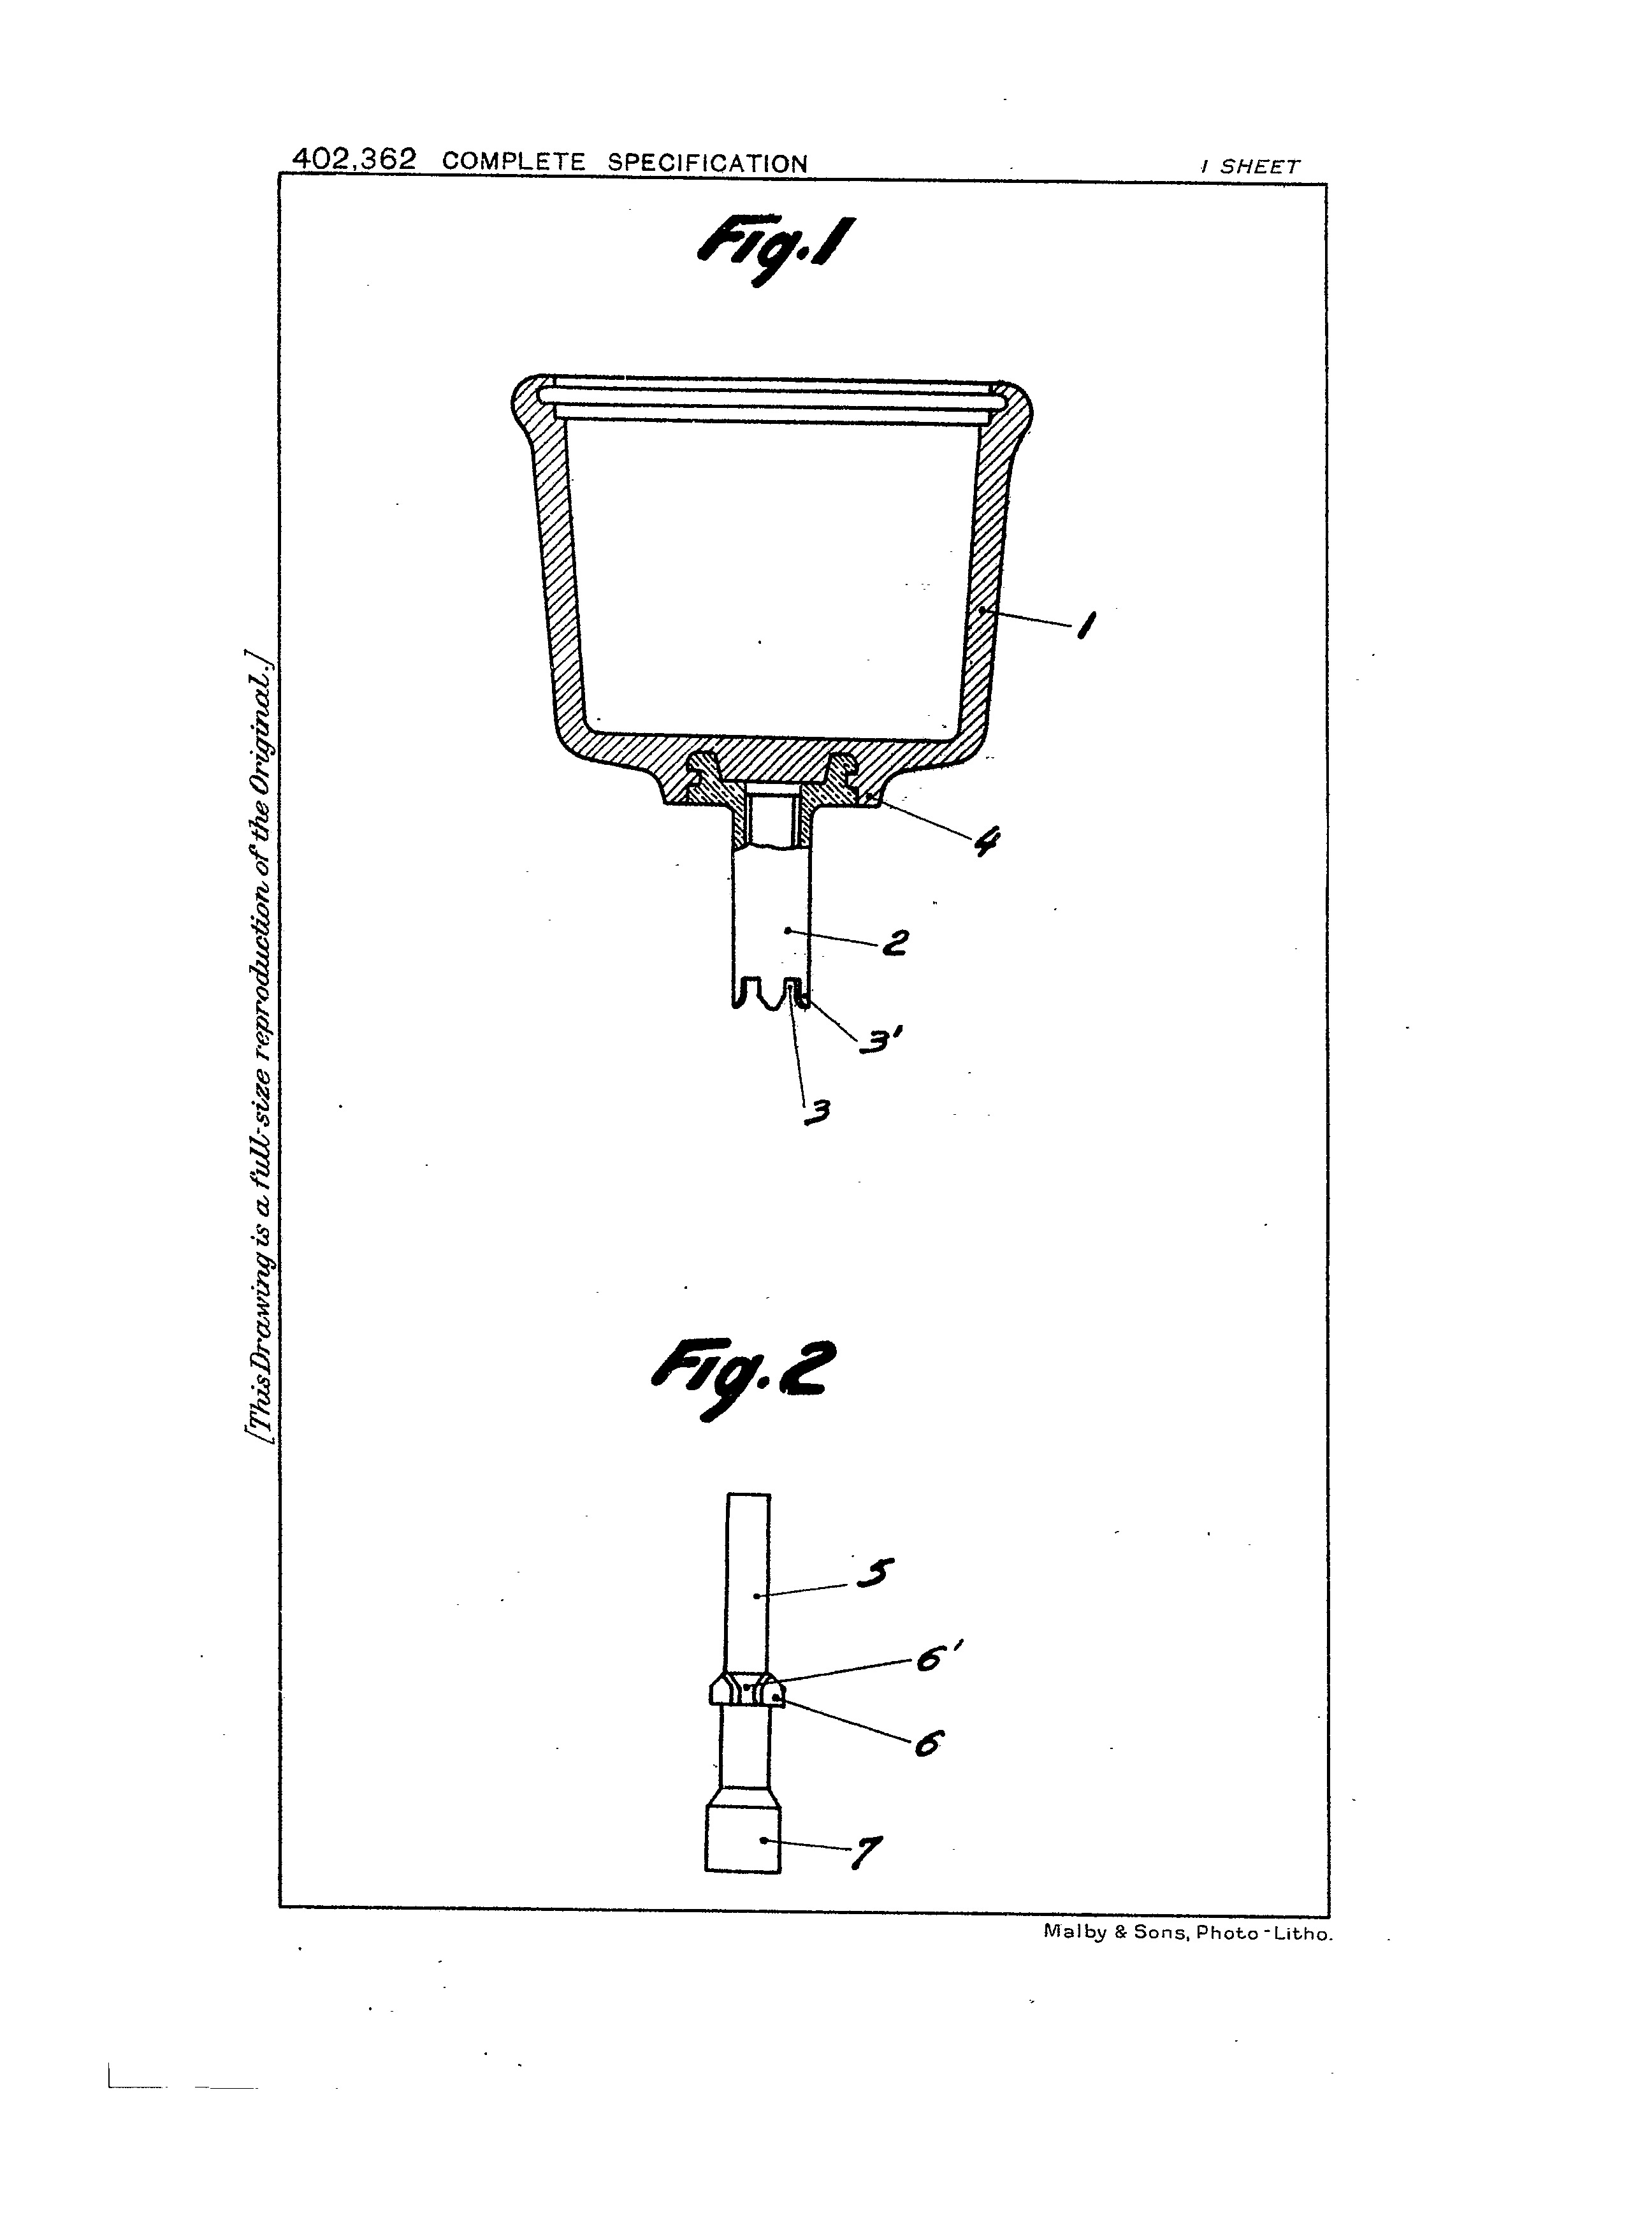 402,362 COMPLETE SPECIFICATION
1 SHEET
[This Drawing is a full-size reproduction of the Original.]
Fig.1
1
4
2
3'
3
Fig.2
5
6'
6
7
Malby & Sons, Photo-Litho.